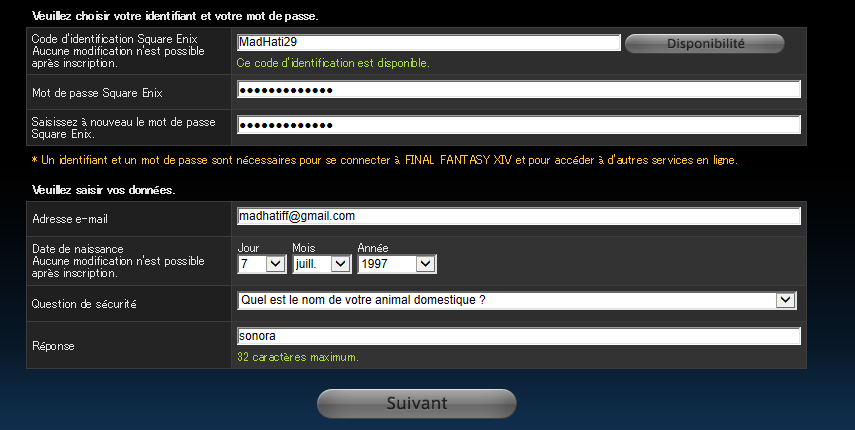 Veuillez choisir votre identifiant et votre mot de passe.
Code d'identification Square Enix
Aucune modification n'est possible
après inscription.
MadHati29
Disponibilité
Ce code d'identification est disponible.
Mot de passe Square Enix
●●●●●●●●●●●●●
Saisissez à nouveau le mot de passe
Square Enix.
●●●●●●●●●●●●●
* Un identifiant et un mot de passe sont nécessaires pour se connecter à FINAL FANTASY XIV et pour accéder à d'autres services en ligne.
Veuillez saisir vos données.
Adresse e-mail
madhatiff@gmail.com
Date de naissance
Aucune modification n'est possible
après inscription.
Jour Mois Année
7 juill. 1997
Question de sécurité
Quel est le nom de votre animal domestique ?
Réponse
sonora
32 caractères maximum.
Suivant